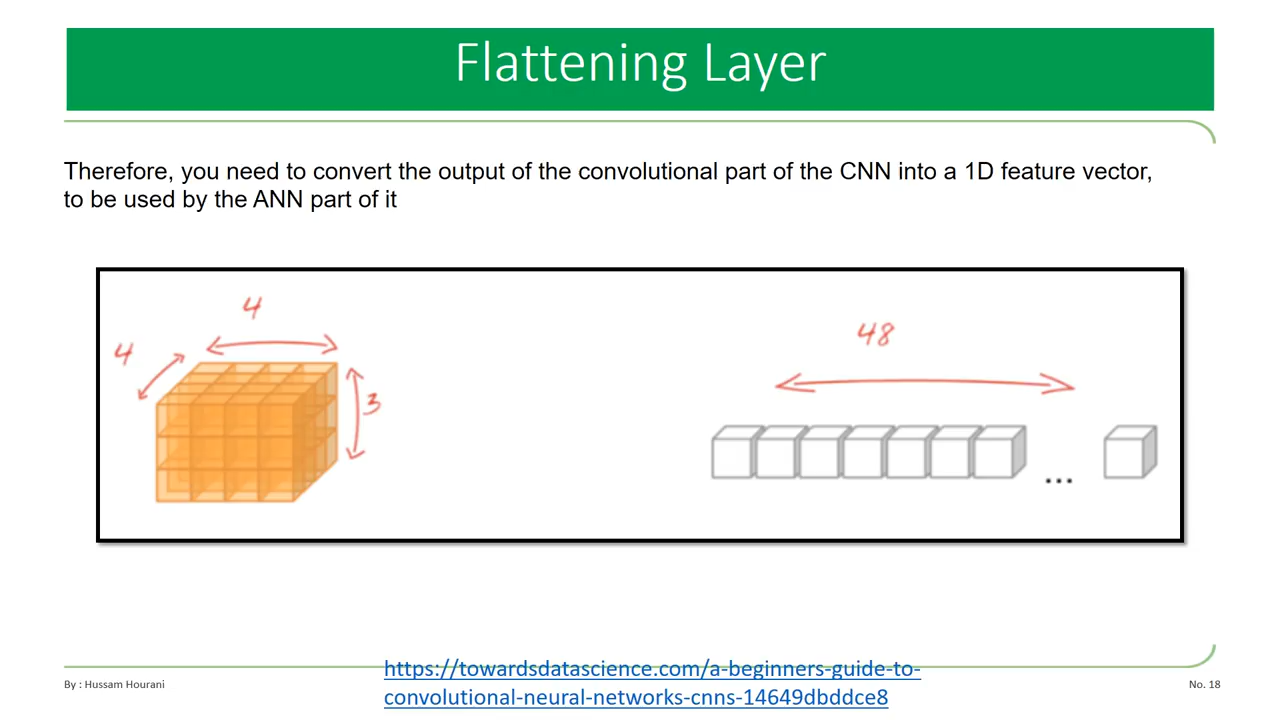 Flattening Layer
Therefore, you need to convert the output of the convolutional part of the CNN into a 1D feature vector,
to be used by the ANN part of it
4
4
3
48
...
https://towardsdatascience.com/a-beginners-guide-to-
convolutional-neural-networks-cnns-14649dbddce8
By : Hussam Hourani
No. 18